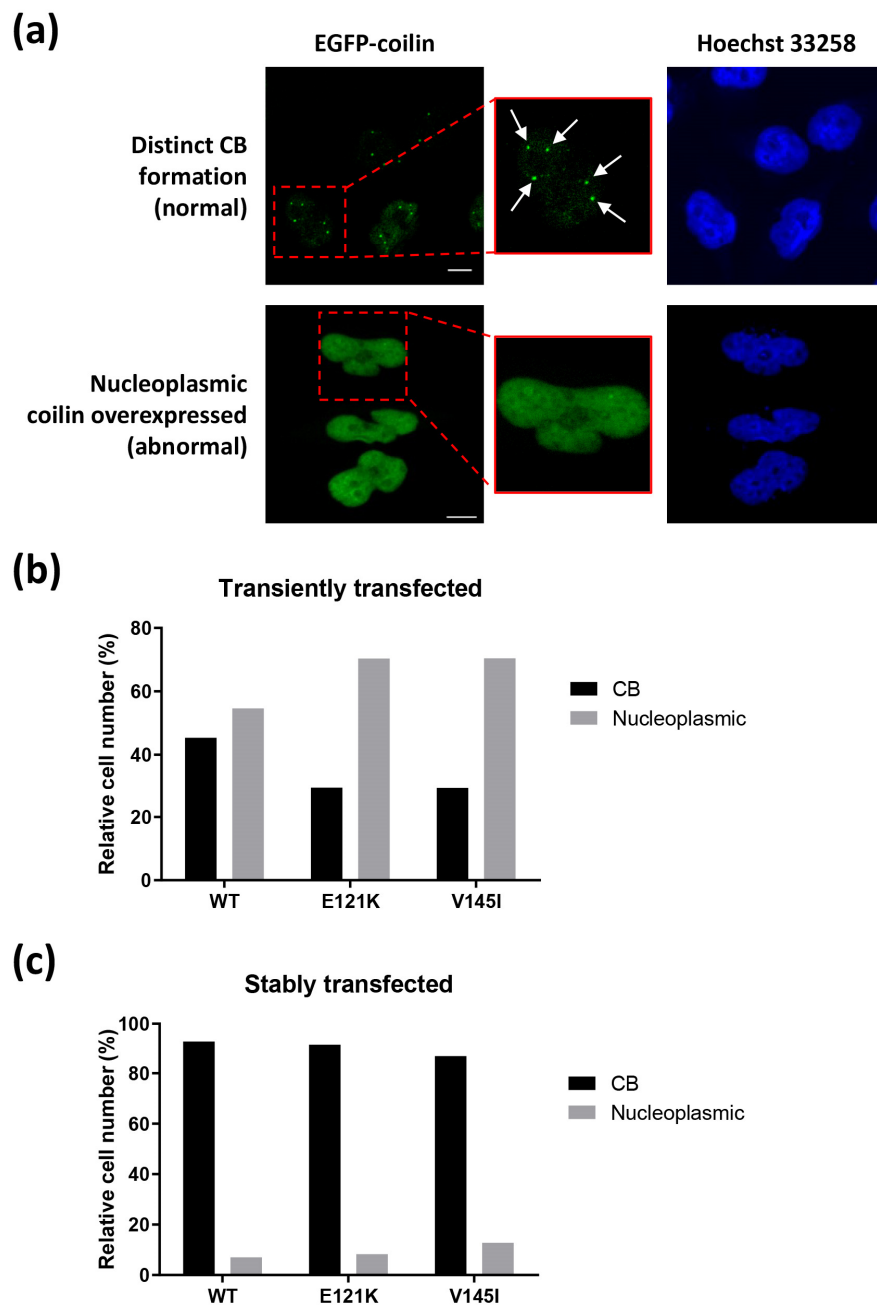 (a)
EGFP-coilin
Hoechst 33258
Distinct CB
formation
(normal)
Nucleoplasmic
coilin overexpressed
(abnormal)
(b)
Transiently transfected
Relative cell number (%)
80
60
40
20
0
WT
E121K
V145I
CB
Nucleoplasmic
(c)
Stably transfected
Relative cell number (%)
100
80
60
40
20
0
WT
E121K
V145I
CB
Nucleoplasmic